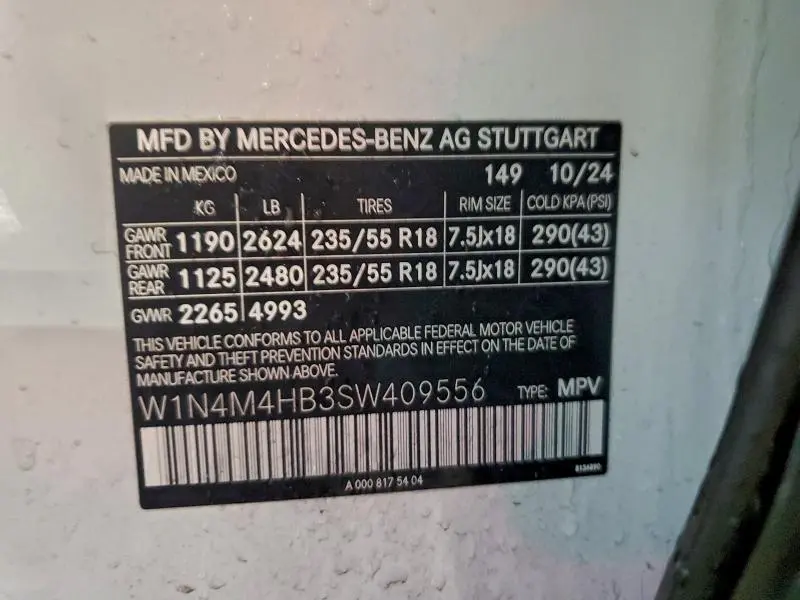 MFD BY MERCEDES-BENZ AG STUTTGART
MADE IN MEXICO 149 10/24
KG LB TIRES RIM SIZE COLD KPA(PSI)
GAWR FRONT 1190 2624 235/55 R18 7.5Jx18 290(43)
GAWR REAR 1125 2480 235/55 R18 7.5Jx18 290(43)
GVWR 2265 4993
THIS VEHICLE CONFORMS TO ALL APPLICABLE FEDERAL MOTOR VEHICLE
SAFETY AND THEFT PREVENTION STANDARDS IN EFFECT ON THE DATE OF
MANUFACTURE SHOWN ABOVE.
W1N4M4HB3SW409556 TYPE: MPV
A 000 817 54 04